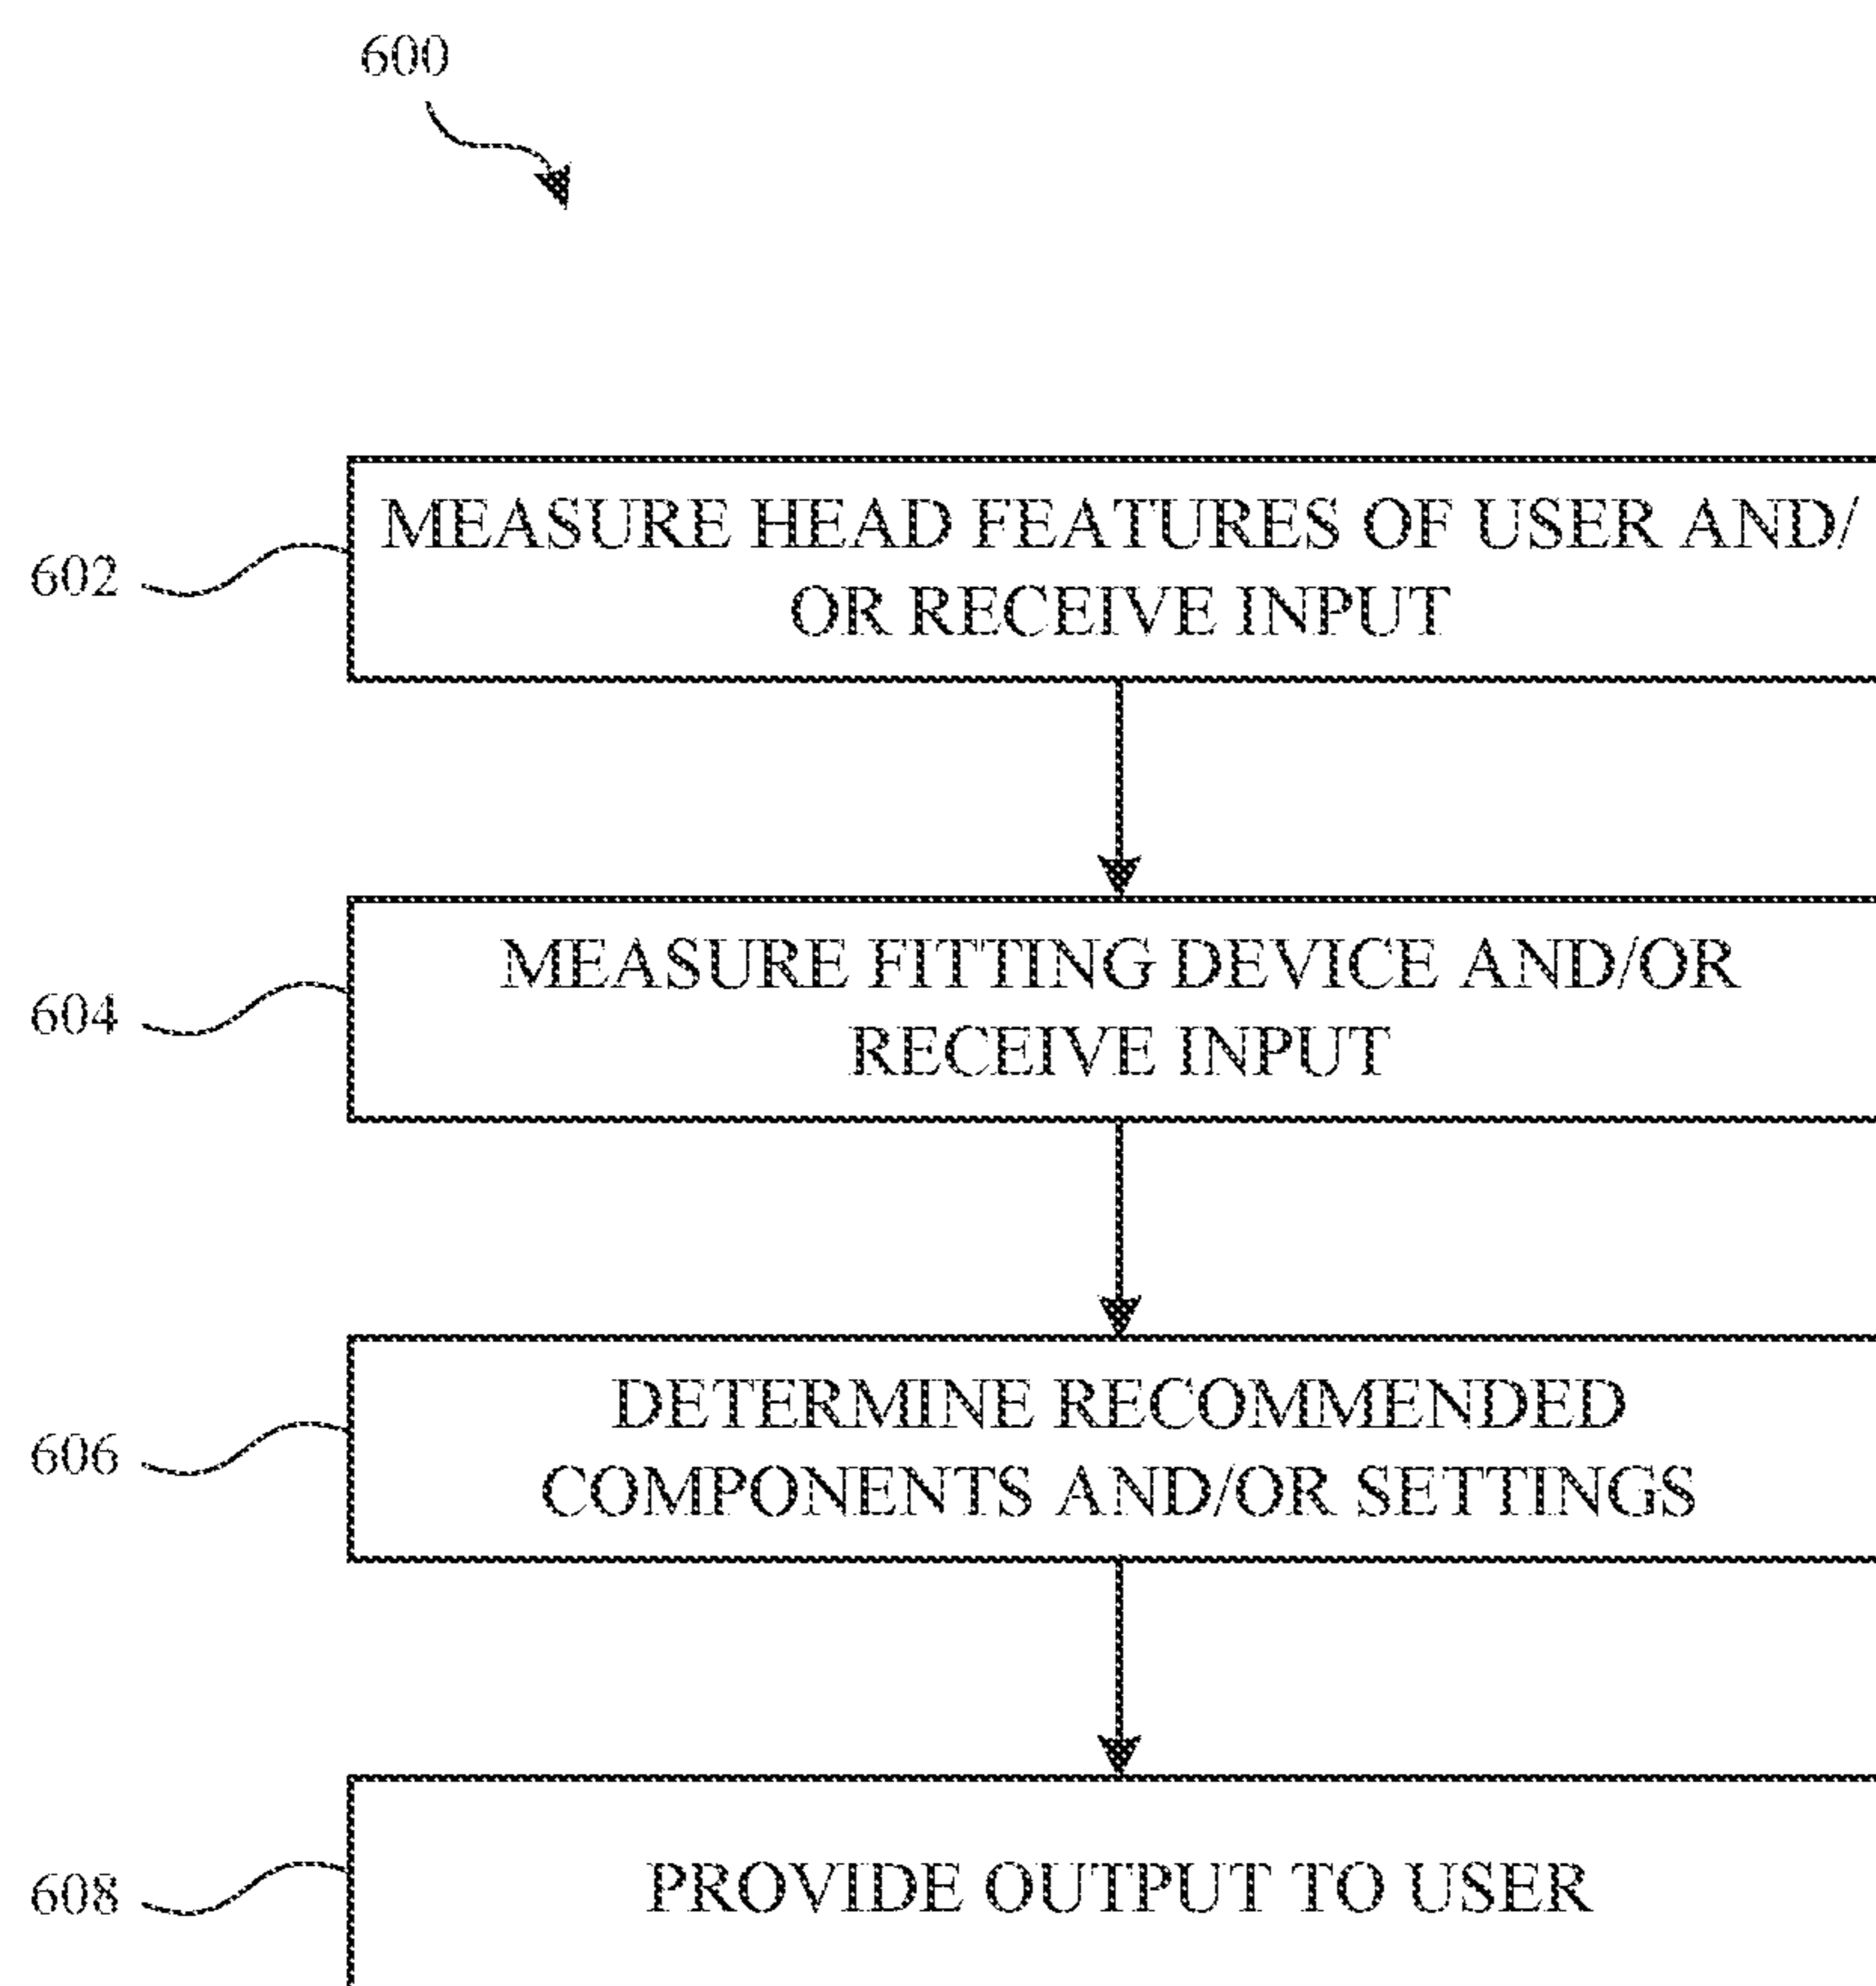 600
602
MEASURE HEAD FEATURES OF USER AND/
OR RECEIVE INPUT
604
MEASURE FITTING DEVICE AND/OR
RECEIVE INPUT
606
DETERMINE RECOMMENDED
COMPONENTS AND/OR SETTINGS
608
PROVIDE OUTPUT TO USER